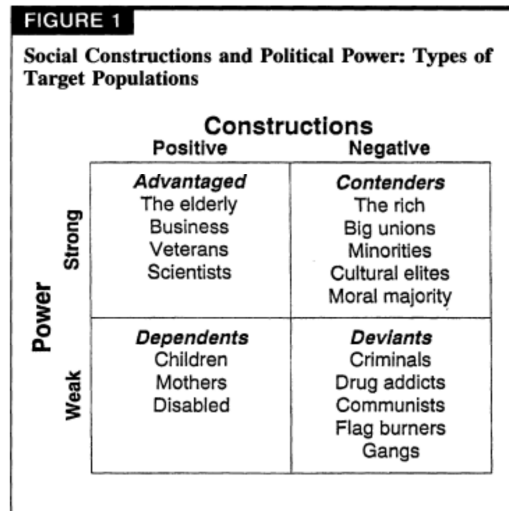 FIGURE 1
Social Constructions and Political Power: Types of
Target Populations
Constructions
Positive
Negative
Power
Strong
Advantaged
The elderly
Business
Veterans
Scientists
Contenders
The rich
Big unions
Minorities
Cultural elites
Moral majority
Weak
Dependents
Children
Mothers
Disabled
Deviants
Criminals
Drug addicts
Communists
Flag burners
Gangs